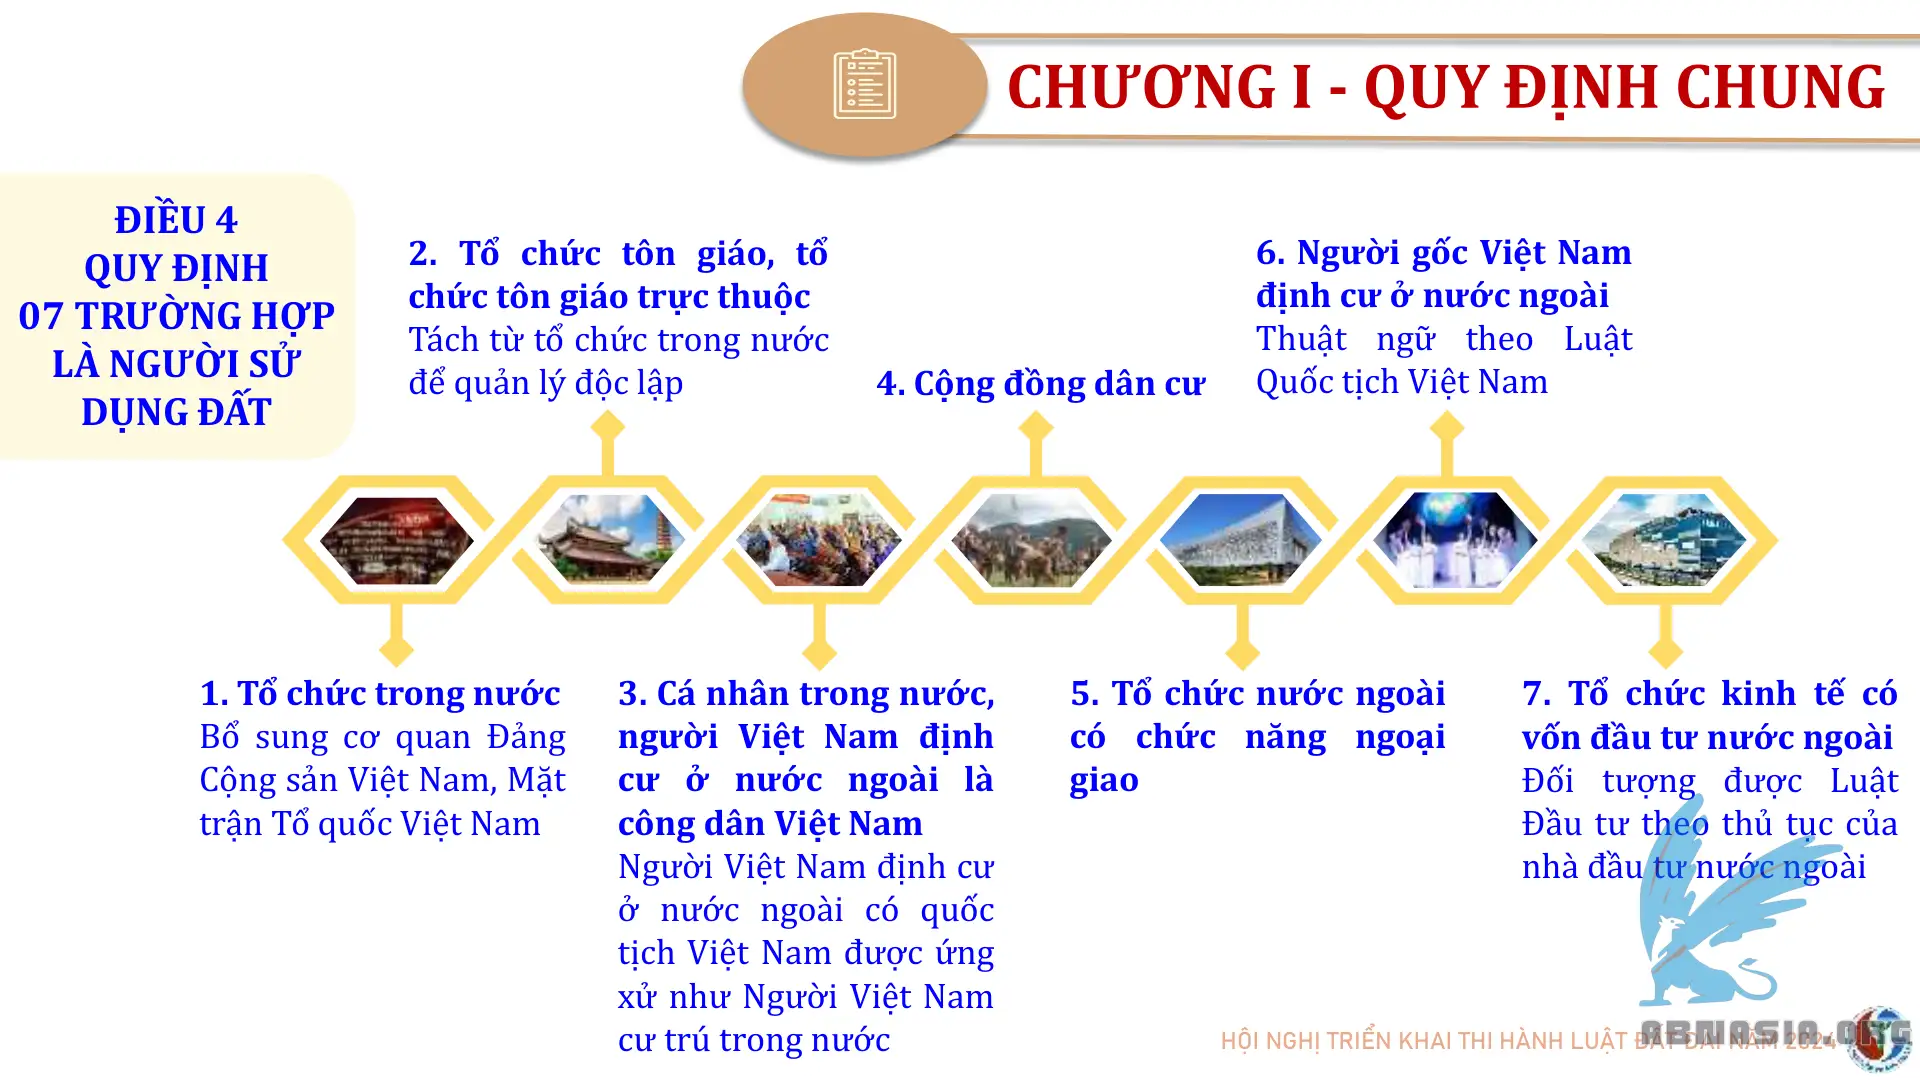 CHƯƠNG I - QUY ĐỊNH CHUNG
ĐIỀU 4
QUY ĐỊNH
07 TRƯỜNG HỢP
LÀ NGƯỜI SỬ
DỤNG ĐẤT
2. Tổ chức tôn giáo, tổ
chức tôn giáo trực thuộc
Tách từ tổ chức trong nước
để quản lý độc lập
4. Cộng đồng dân cư
6. Người gốc Việt Nam
định cư ở nước ngoài
Thuật ngữ theo Luật
Quốc tịch Việt Nam
1. Tổ chức trong nước
Bổ sung cơ quan Đảng
Cộng sản Việt Nam, Mặt
trận Tổ quốc Việt Nam
3. Cá nhân trong nước,
người Việt Nam định
cư ở nước ngoài là
công dân Việt Nam
Người Việt Nam định cư
ở nước ngoài có quốc
tịch Việt Nam được ứng
xử như Người Việt Nam
cư trú trong nước
5. Tổ chức nước ngoài
có chức năng ngoại
giao
7. Tổ chức kinh tế có
vốn đầu tư nước ngoài
Đối tượng được Luật
Đầu tư theo thủ tục của
nhà đầu tư nước ngoài
HỘI NGHỊ TRIỂN KHAI THI HÀNH LUẬT ĐẤT ĐAI NĂM 2024
ABMASIA.ORG